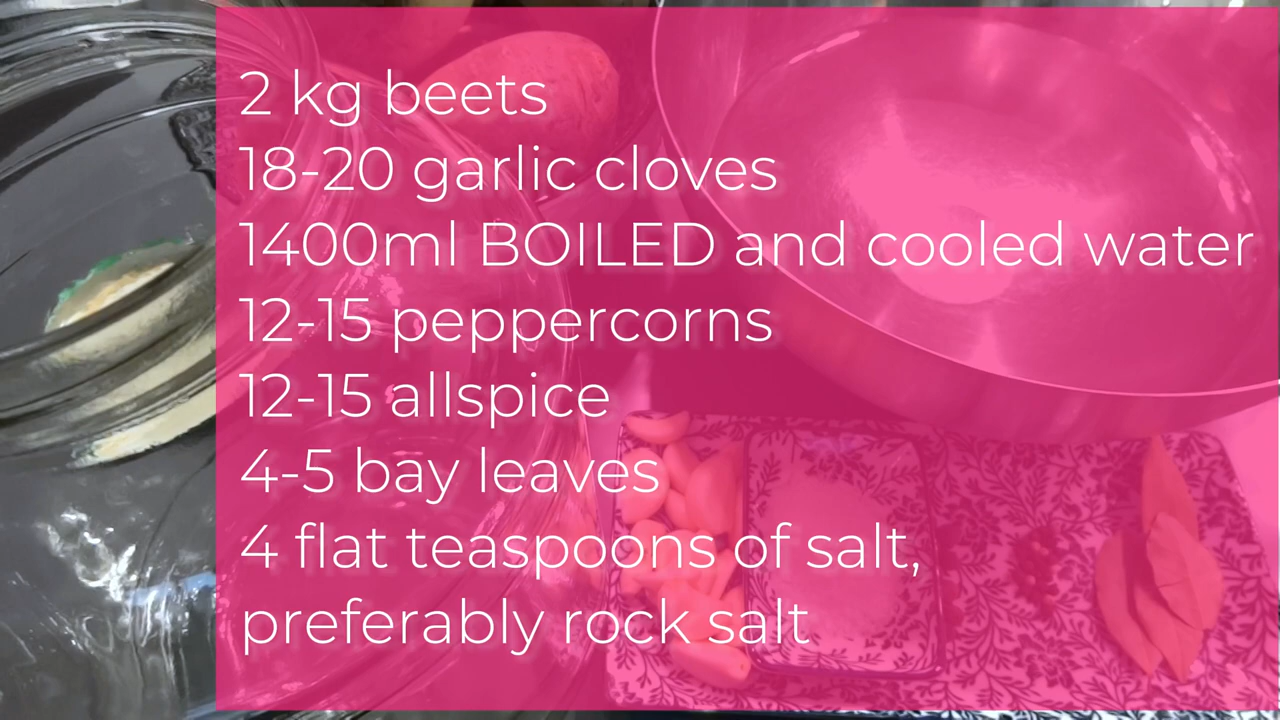 2 kg beets
18-20 garlic cloves
1400ml BOILED and cooled water
12-15 peppercorns
12-15 allspice
4-5 bay leaves
4 flat teaspoons of salt,
preferably rock salt